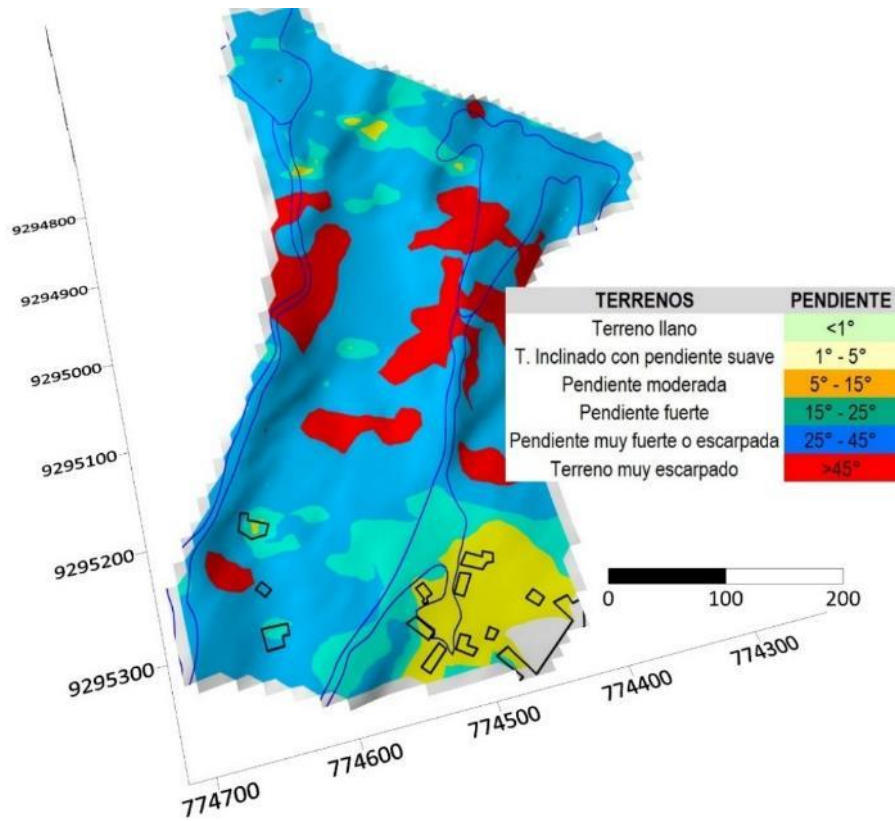 9294800
9294900
9295000
9295100
9295200
9295300
TERRENOS PENDIENTE
Terreno llano <1°
T. Inclinado con pendiente suave 1° - 5°
Pendiente moderada 5° - 15°
Pendiente fuerte 15° - 25°
Pendiente muy fuerte o escarpada 25° - 45°
Terreno muy escarpado >45°
0 100 200
774700
774600
774500
774400
774300